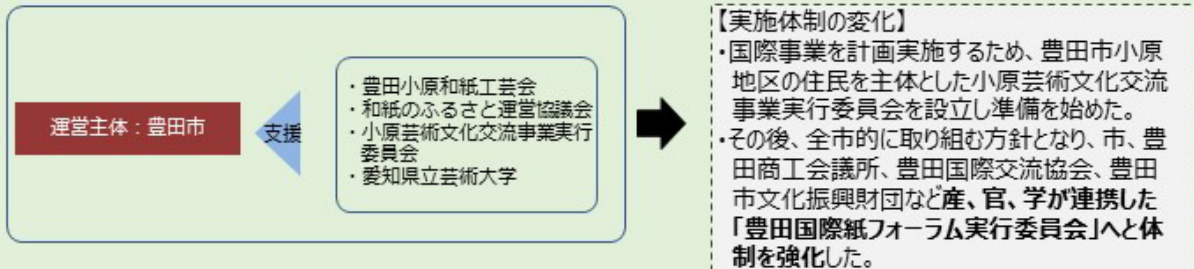 運営主体：豊田市
支援
・豊田小原和紙工芸会
・和紙のふるさと運営協議会
・小原芸術文化交流事業実行
委員会
・愛知県立芸術大学
【実施体制の変化】
・国際事業を計画実施するため、豊田市小原
地区の住民を主体とした小原芸術文化交流
事業実行委員会を設立し準備を始めた。
・その後、全市的に取り組む方針となり、市、豊
田商工会議所、豊田国際交流協会、豊田
市文化振興財団など産、官、学が連携した
「豊田国際紙フォーラム実行委員会」へと体
制を強化した。